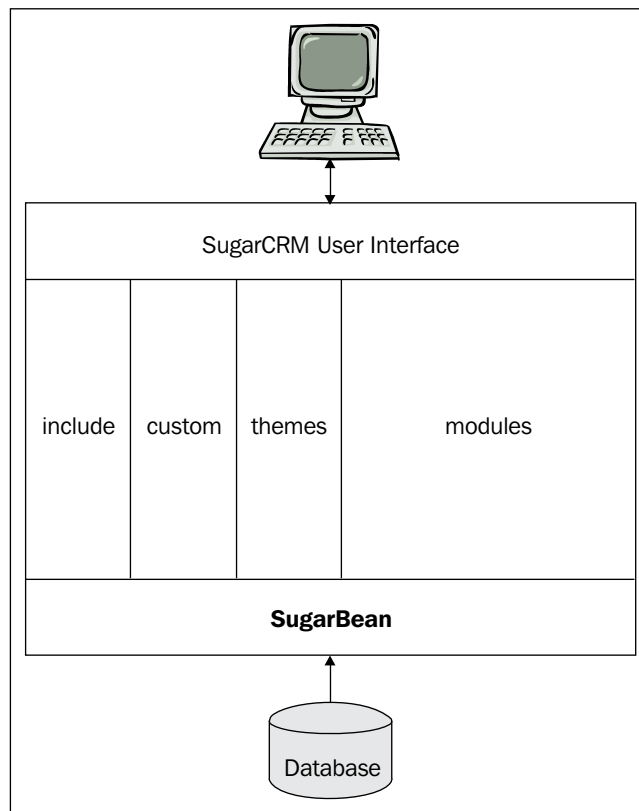 SugarCRM User Interface
include custom themes modules
SugarBean
Database